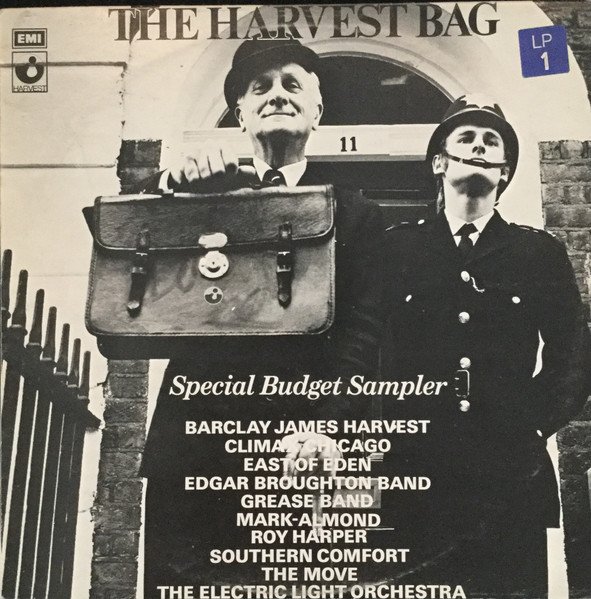 THE HARVEST BAG
EMI
HARVEST
LP
1
11
Special Budget Sampler
BARCLAY JAMES HARVEST
CLIMAX CHICAGO
EAST OF EDEN
EDGAR BROUGHTON BAND
GREASE BAND
MARK-ALMOND
ROY HARPER
SOUTHERN COMFORT
THE MOVE
THE ELECTRIC LIGHT ORCHESTRA